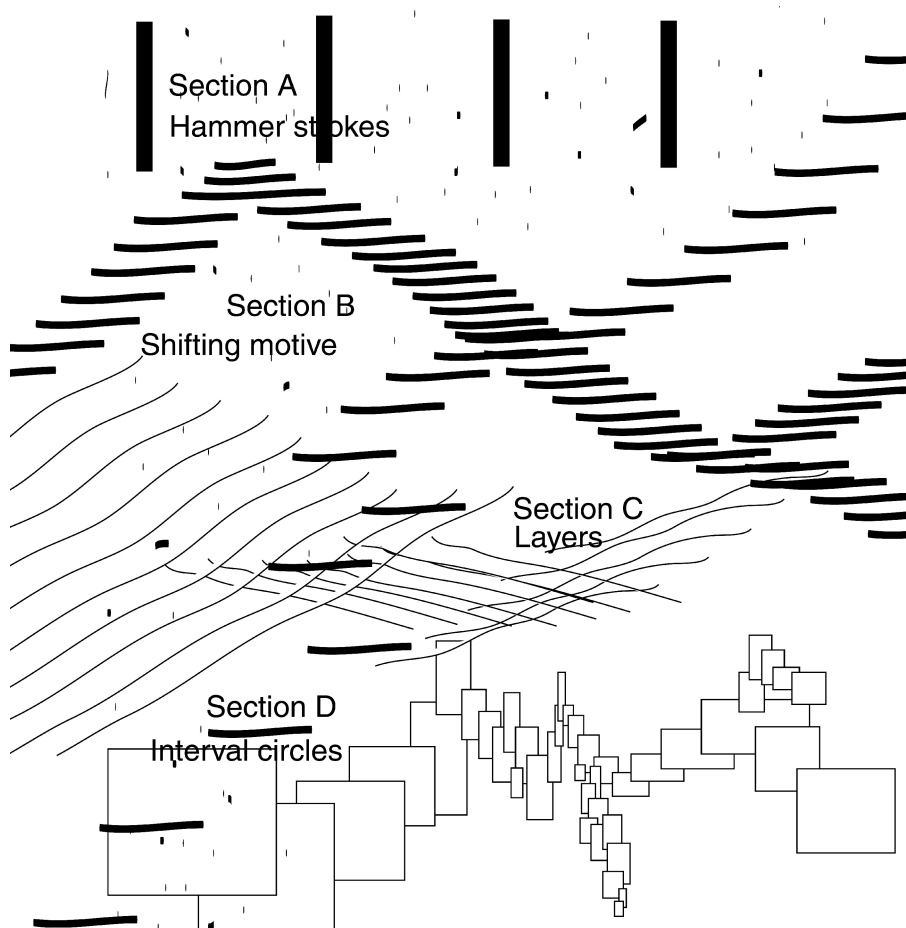 Section A
Hammer strokes
Section B
Shifting motive
Section C
Layers
Section D
Interval circles